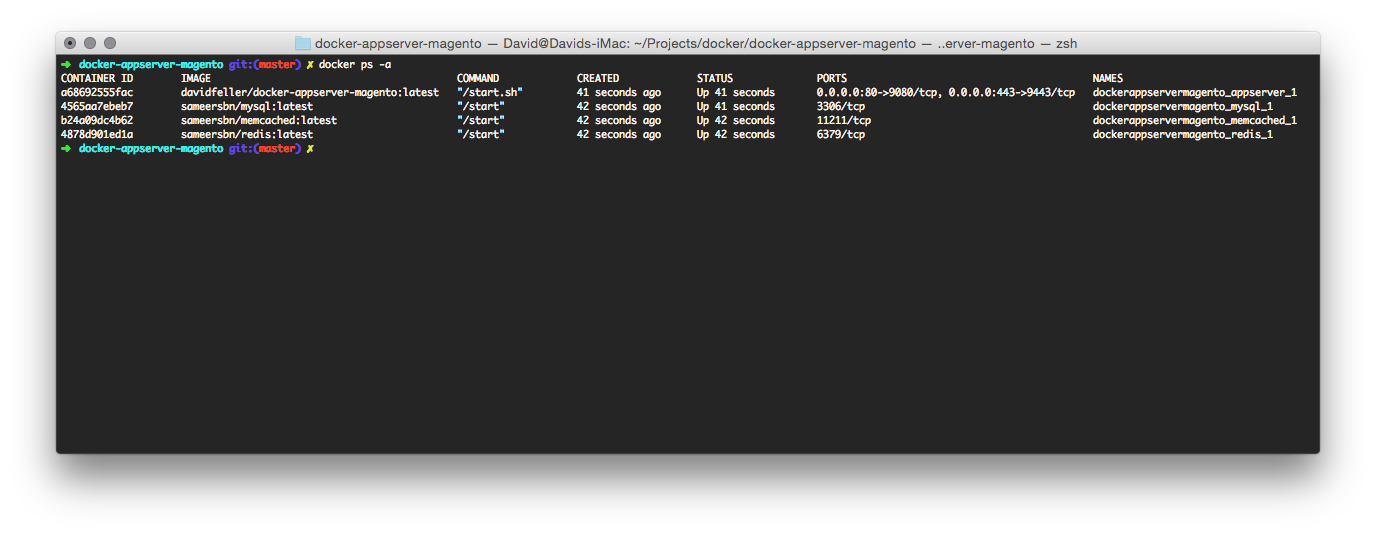 docker-appserver-magento — David@Davids-iMac: ~/Projects/docker/docker-appserver-magento — ..erver-magento — zsh
➜ docker-appserver-magento git:(master) ✗ docker ps -a
CONTAINER ID IMAGE COMMAND CREATED STATUS PORTS NAMES
a68692555fac davidfeller/docker-appserver-magento:latest "/start.sh" 41 seconds ago Up 41 seconds 0.0.0.0:80->9080/tcp, 0.0.0.0:443->9443/tcp dockerappservermagento_appserver_1
4565aa7ebeb7 sameersbn/mysql:latest "/start" 42 seconds ago Up 42 seconds 3306/tcp dockerappservermagento_mysql_1
b24a09dc4b62 sameersbn/memcached:latest "/start" 42 seconds ago Up 42 seconds 11211/tcp dockerappservermagento_memcached_1
4878d901ed1a sameersbn/redis:latest "/start" 42 seconds ago Up 42 seconds 6379/tcp dockerappservermagento_redis_1
➜ docker-appserver-magento git:(master) ✗